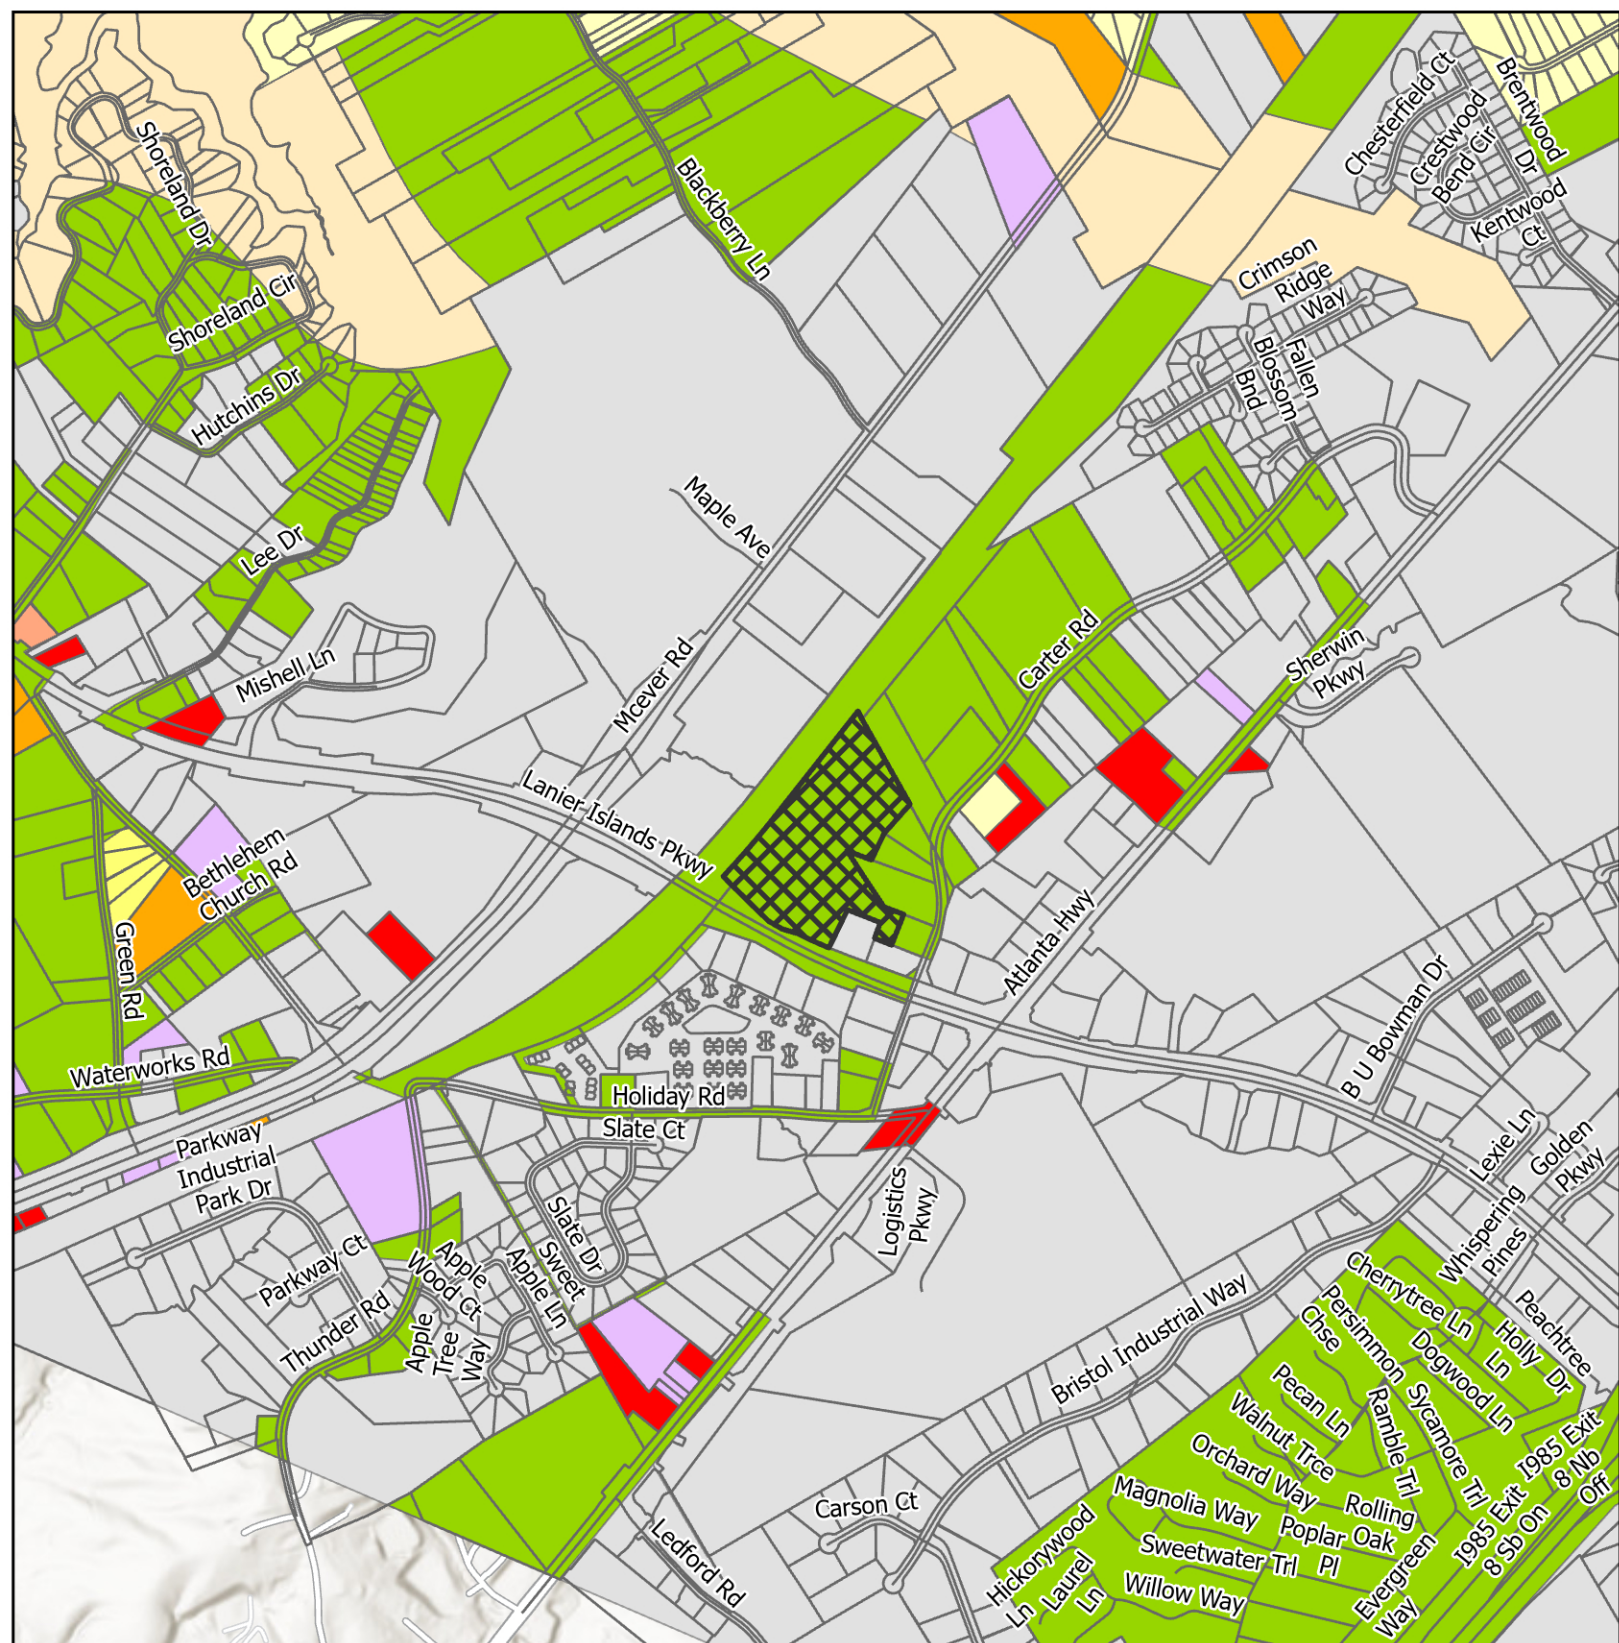 Chesterfield Ct
Crestwood
Bend Cir
Brentwood
Dr
Kentwood
Ct
Shoreland Dr
Blackberry Ln
Crimson
Ridge
Way
Shoreland Cir
Fallen
Blossom
Bnd
Hutchins Dr
Maple Ave
Lee Dr
Carter Rd
Mishell Ln
Mcever Rd
Sherwin
Pkwy
Lanier Islands Pkwy
Bethlehem
Church Rd
Green Rd
Atlanta Hwy
B U Bowman Dr
Waterworks Rd
Holiday Rd
Slate Ct
Parkway
Industrial
Park Dr
Lexie Ln
Golden
Pkwy
Logistics
Pkwy
Slate Dr
Whispering
Pines
Parkway Ct
Apple
Wood Ct
Sweet
Apple Ln
Thunder Rd
Apple
Tree
Way
Cherrytree Ln
Persimmon
Chse
Holly
Ln
Peachtree
Dr
Dogwood Ln
Bristol Industrial Way
Pecan Ln
Ramble Trl
Sycamore Trl
Walnut Trce
Orchard Way
I985 Exit
8 Nb
Off
Magnolia Way
Rolling
Oak
Pl
Poplar
Carson Ct
I985 Exit
8 Sb On
Sweetwater Trl
Hickorywood
Ln
Laurel
Ln
Willow Way
Evergreen
Way
Ledford Rd